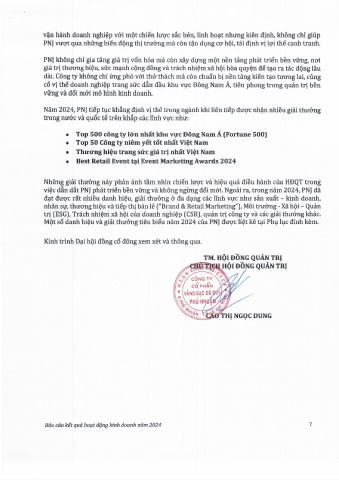 vận hành doanh nghiệp với một chiến lược sắc bén, linh hoạt nhưng kiên định, không chỉ giúp
PNJ vượt qua những biến động thị trường mà còn tận dụng cơ hội, tái định vị lợi thế cạnh tranh.
PNJ không chỉ gia tăng giá trị vốn hóa mà còn xây dựng một nền tảng phát triển bền vững, nơi
giá trị thương hiệu, sức mạnh cộng đồng và trách nhiệm xã hội hòa quyện để tạo ra tác động lâu
dài. Công ty không chỉ ứng phó với thử thách mà còn chuẩn bị nền tảng kiến tạo tương lai, củng
cố vị thế doanh nghiệp trang sức dẫn đầu khu vực Đông Nam Á, tiên phong trong quản trị bền
vững và đổi mới mô hình kinh doanh.
Năm 2024, PNJ tiếp tục khẳng định vị thế trong ngành khi liên tiếp được nhận nhiều giải thưởng
trong nước và quốc tế trên khắp các lĩnh vực như:
• Top 500 công ty lớn nhất khu vực Đông Nam Á (Fortune 500)
• Top 50 Công ty niêm yết tốt nhất Việt Nam
• Thương hiệu trang sức giá trị nhất Việt Nam
• Best Retail Event tại Event Marketing Awards 2024
Những giải thưởng này phản ánh tầm nhìn chiến lược và hiệu quả điều hành của HĐQT trong
việc dẫn dắt PNJ phát triển bền vững và không ngừng đổi mới. Ngoài ra, trong năm 2024, PNJ đã
đạt được rất nhiều danh hiệu, giải thưởng ở đa dạng các lĩnh vực như sản xuất – kinh doanh,
nhân sự, thương hiệu và tiếp thị bán lẻ ("Brand & Retail Marketing"), Môi trường - Xã hội – Quản
trị (ESG). Trách nhiệm xã hội của doanh nghiệp (CSR), quản trị công ty và các giải thưởng khác.
Một số danh hiệu và giải thưởng tiêu biểu năm 2024 của PNJ được liệt kê tại Phụ lục đính kèm.
Kính trình Đại hội đồng cổ đông xem xét và thông qua.
TM. HỘI ĐỒNG QUẢN TRỊ
CHỦ TỊCH HỘI ĐỒNG QUẢN TRỊ
CÔNG TY
CỔ PHẦN
VÀNG BẠC ĐÁ QUÝ
PHÚ NHUẬN
CAO THỊ NGỌC DUNG
Báo cáo kết quả hoạt động kinh doanh năm 2024
7